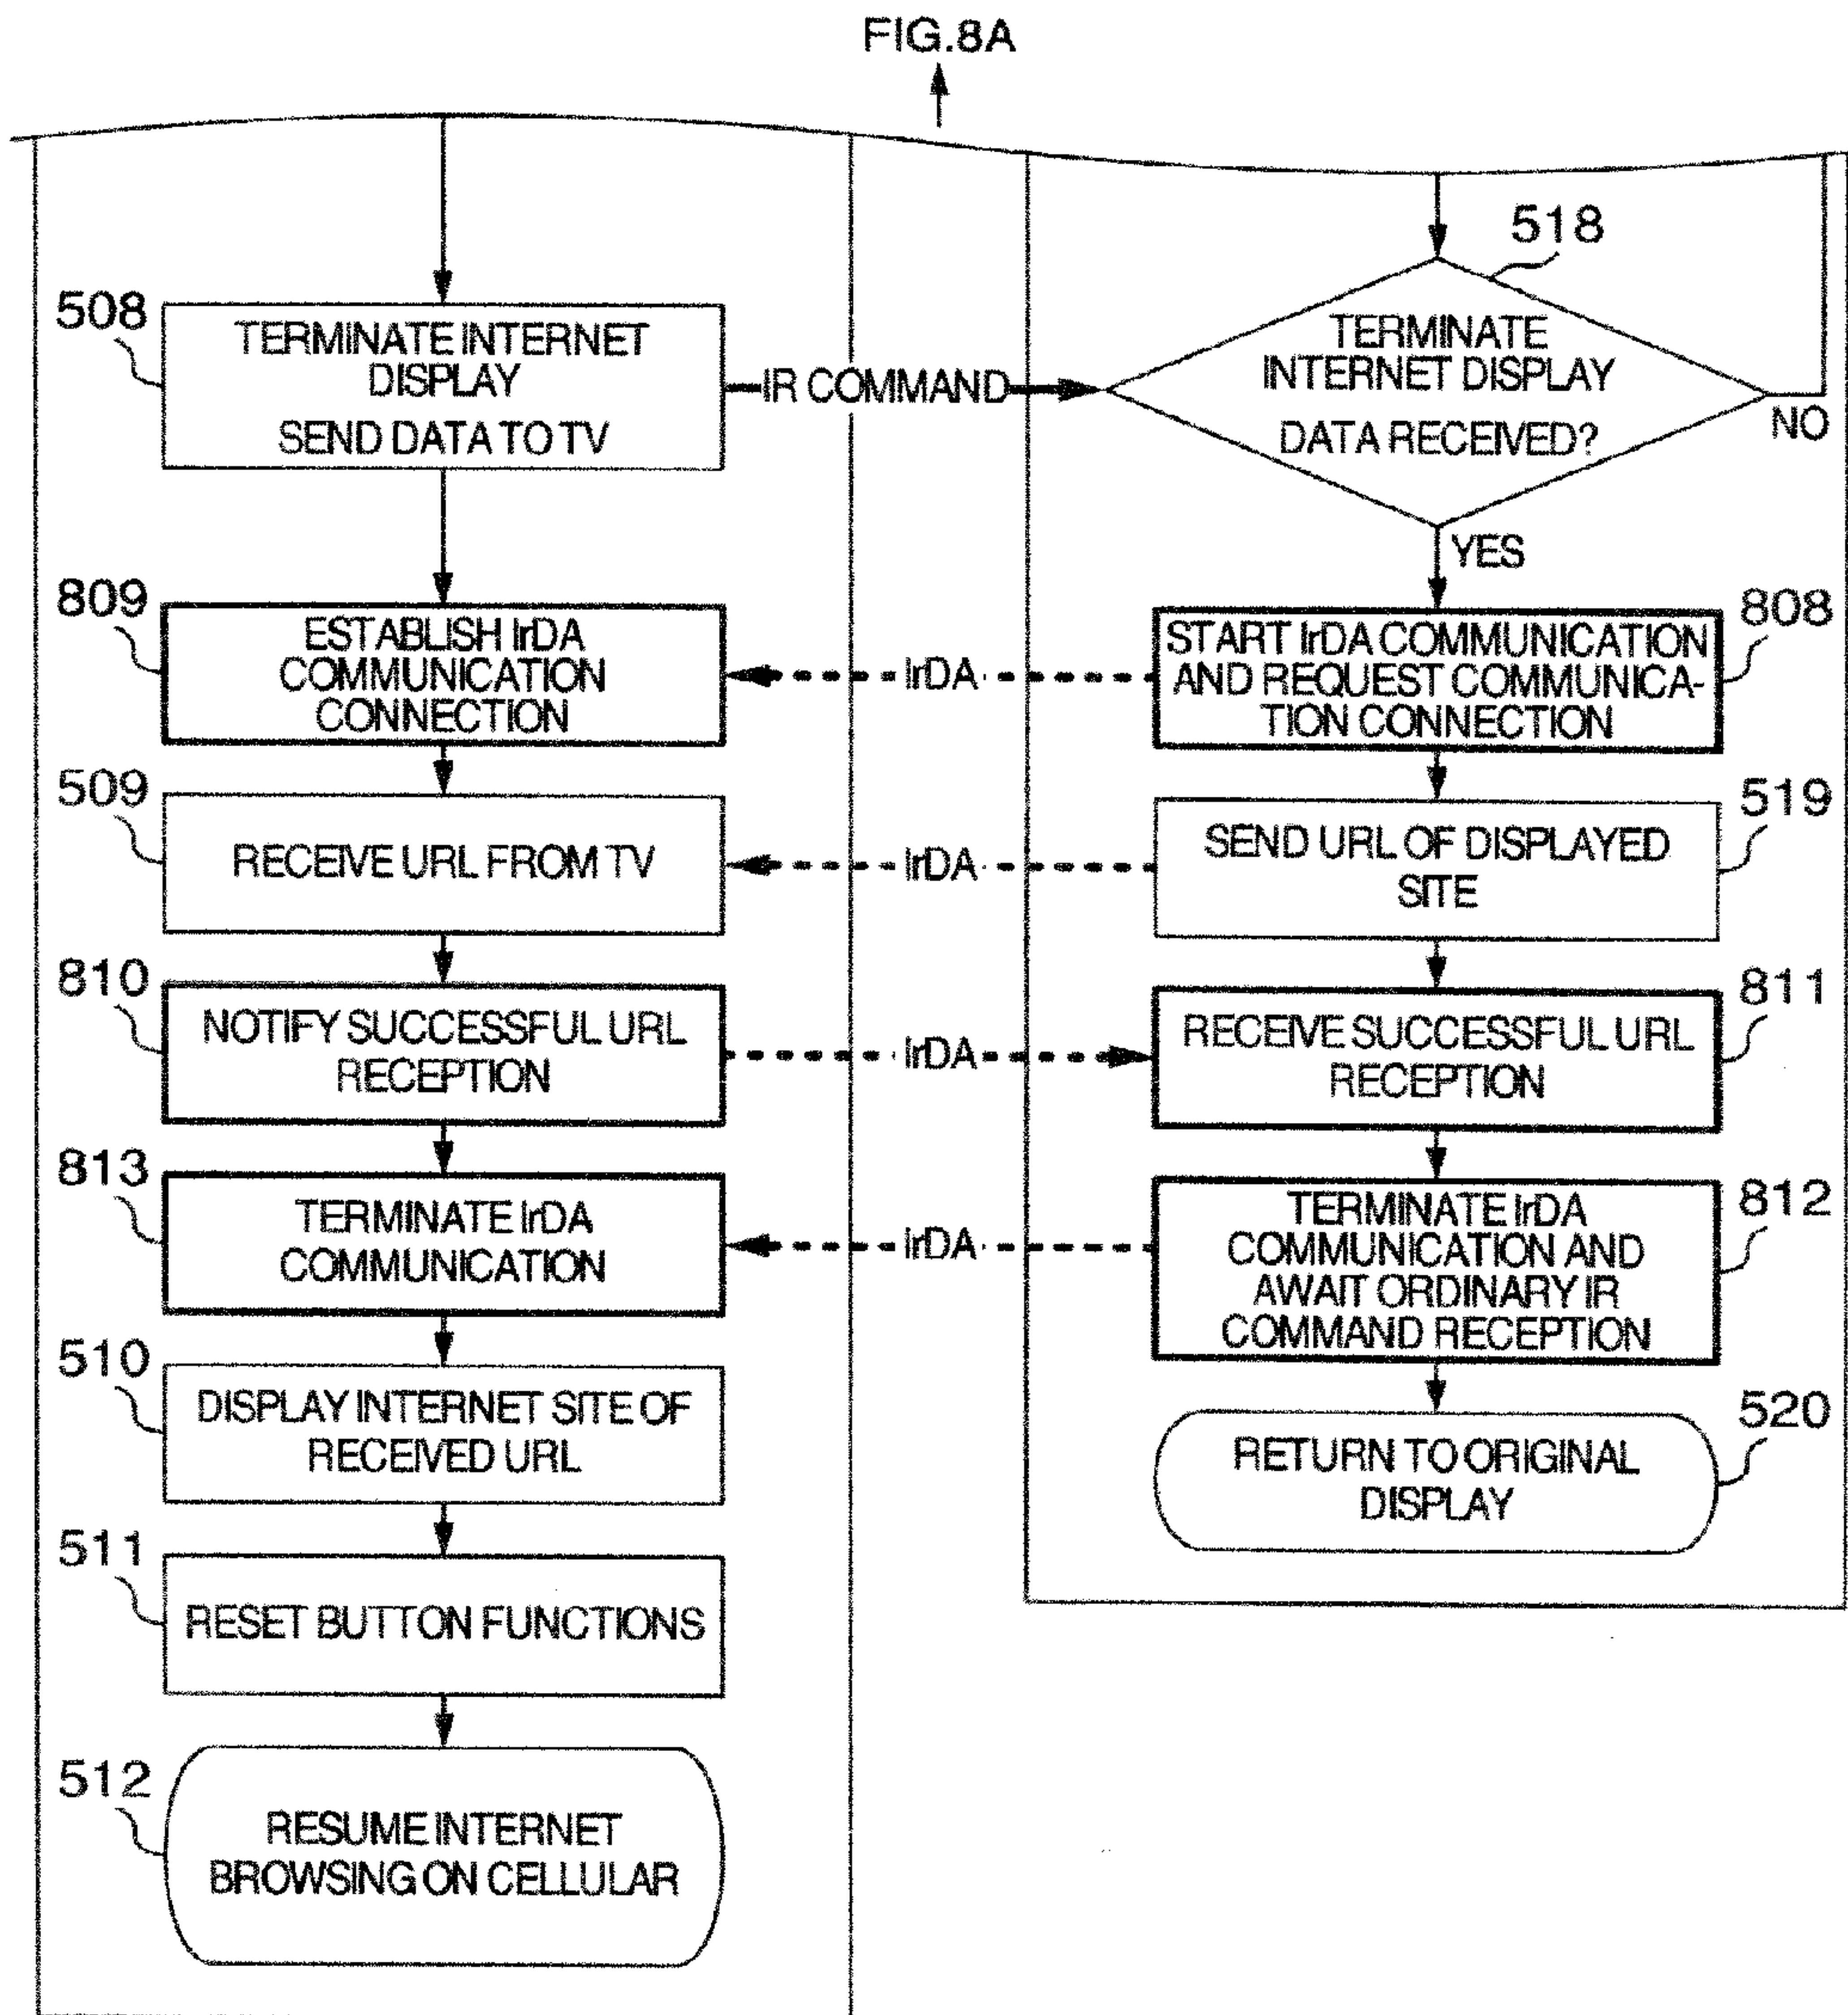 FIG.8A
518
508
TERMINATE INTERNET
DISPLAY
SEND DATA TO TV
IR COMMAND
TERMINATE
INTERNET DISPLAY
DATA RECEIVED?
NO
YES
809
ESTABLISH IrDA
COMMUNICATION
CONNECTION
IrDA
START IrDA COMMUNICATION
AND REQUEST COMMUNICA-
TION CONNECTION
808
509
RECEIVE URL FROM TV
IrDA
SEND URL OF DISPLAYED
SITE
519
810
NOTIFY SUCCESSFUL URL
RECEPTION
IrDA
RECEIVE SUCCESSFUL URL
RECEPTION
811
813
TERMINATE IrDA
COMMUNICATION
IrDA
TERMINATE IrDA
COMMUNICATION AND
AWAIT ORDINARY IR
COMMAND RECEPTION
812
510
DISPLAY INTERNET SITE OF
RECEIVED URL
RETURN TO ORIGINAL
DISPLAY
520
511
RESET BUTTON FUNCTIONS
512
RESUME INTERNET
BROWSING ON CELLULAR